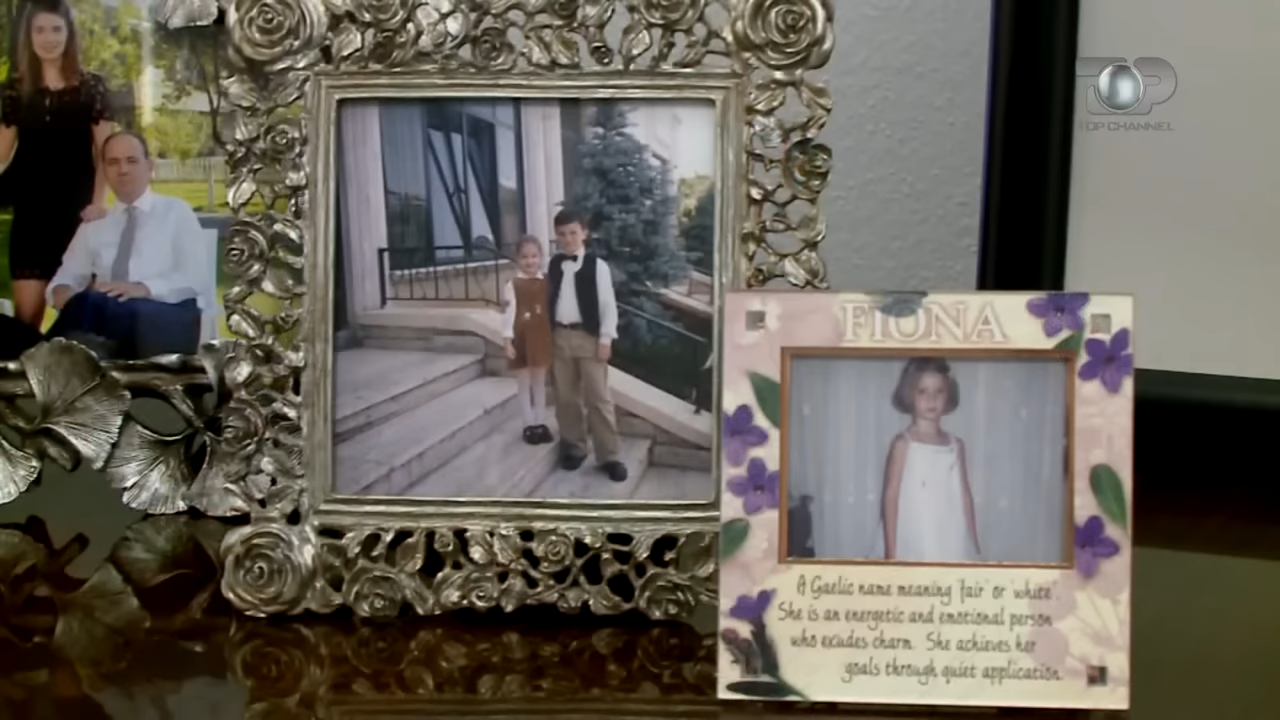 TOP
TOP CHANNEL
FIONA
A Gaelic name meaning 'fair' or 'white'.
She is an energetic and emotional person
who exudes charm. She achieves her
goals through quiet application.